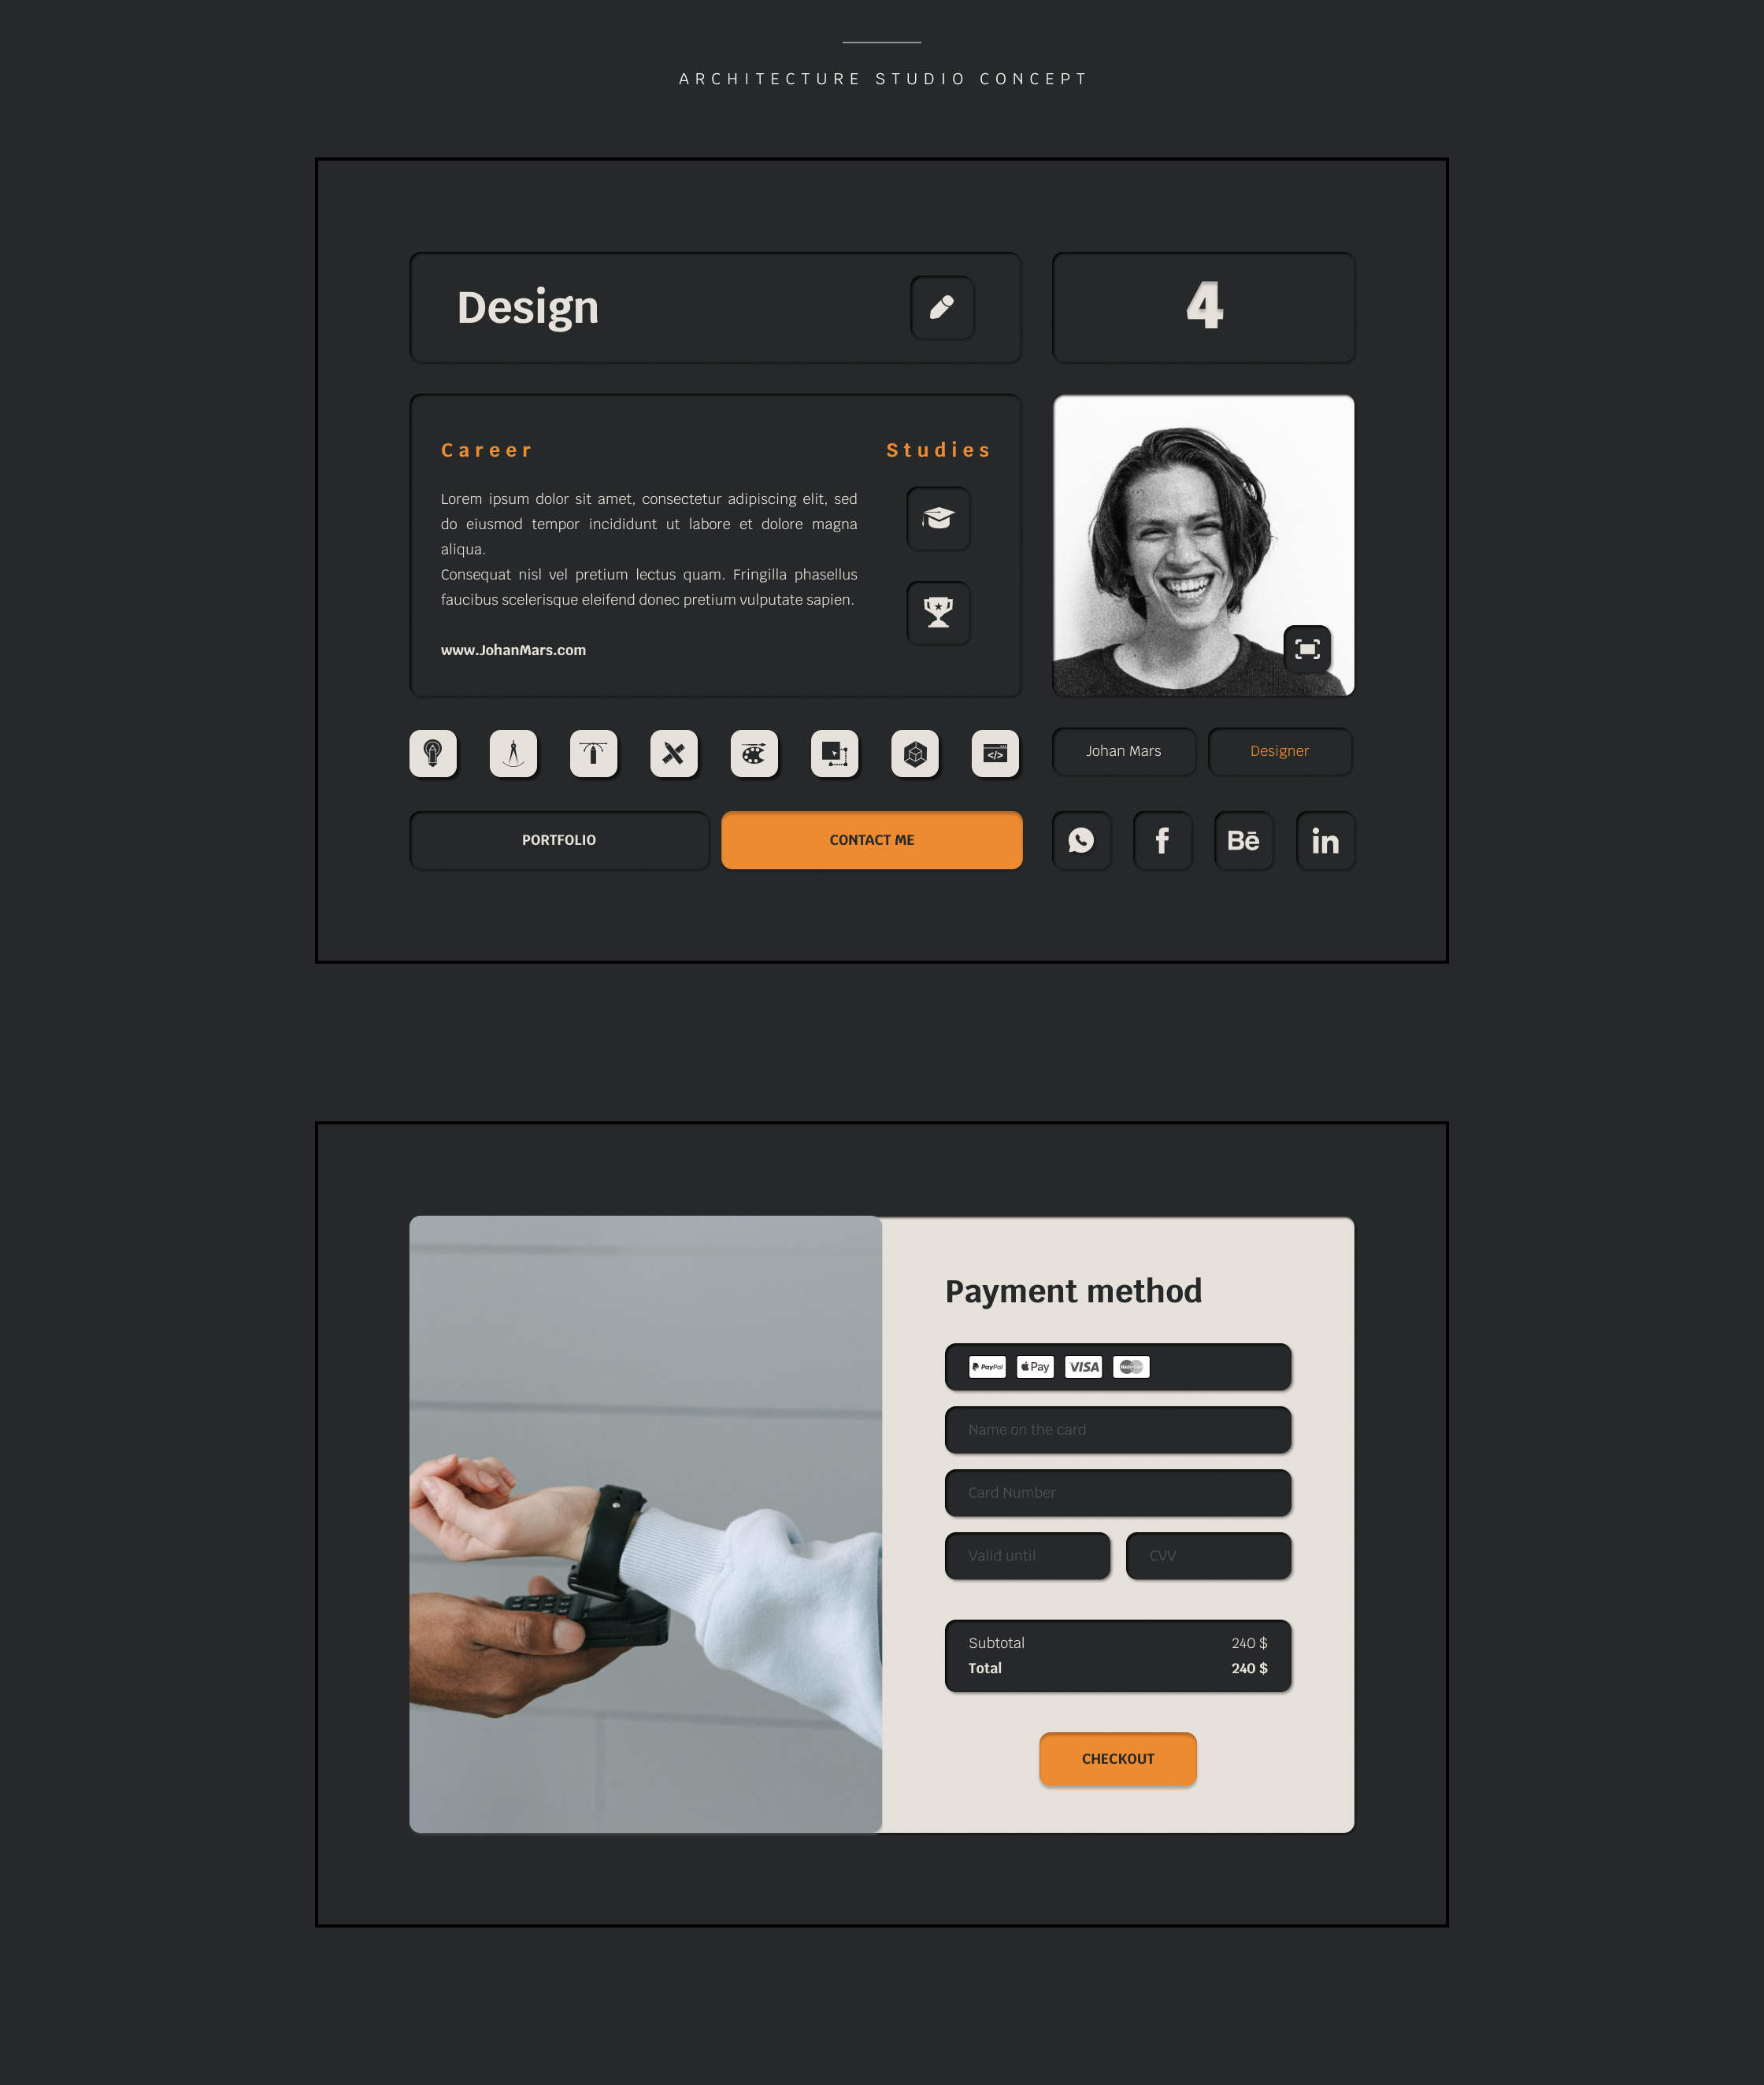 ARCHITECTURE STUDIO CONCEPT
Design
4
Career
Studies
Lorem ipsum dolor sit amet, consectetur adipiscing elit, sed
do eiusmod tempor incididunt ut labore et dolore magna
aliqua.
Consequat nisl vel pretium lectus quam. Fringilla phasellus
faucibus scelerisque eleifend donec pretium vulputate sapien.
www.JohanMars.com
</>
Johan Mars
Designer
PORTFOLIO
CONTACT ME
f
Bē
in
Payment method
PayPal
Pay
VISA
MasterCard
Name on the card
Card Number
Valid until
CVV
Subtotal 240 $
Total 240 $
CHECKOUT